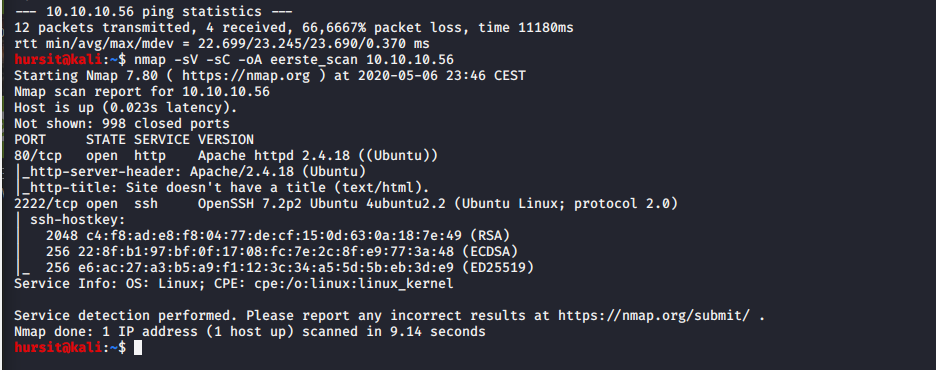 --- 10.10.10.56 ping statistics ---
12 packets transmitted, 4 received, 66,6667% packet loss, time 11180ms
rtt min/avg/max/mdev = 22.699/23.245/23.690/0.370 ms
hursit@kali:~$ nmap -sV -sC -oA eerste_scan 10.10.10.56
Starting Nmap 7.80 ( https://nmap.org ) at 2020-05-06 23:46 CEST
Nmap scan report for 10.10.10.56
Host is up (0.023s latency).
Not shown: 998 closed ports
PORT     STATE SERVICE VERSION
80/tcp   open  http    Apache httpd 2.4.18 ((Ubuntu))
|_http-server-header: Apache/2.4.18 (Ubuntu)
|_http-title: Site doesn't have a title (text/html).
2222/tcp open  ssh     OpenSSH 7.2p2 Ubuntu 4ubuntu2.2 (Ubuntu Linux; protocol 2.0)
| ssh-hostkey:
|   2048 c4:f8:ad:e8:f8:04:77:de:cf:15:0d:63:0a:18:7e:49 (RSA)
|   256 22:8f:b1:97:bf:0f:17:08:fc:7e:2c:8f:e9:77:3a:48 (ECDSA)
|_  256 e6:ac:27:a3:b5:a9:f1:12:3c:34:a5:5d:5b:eb:3d:e9 (ED25519)
Service Info: OS: Linux; CPE: cpe:/o:linux:linux_kernel
Service detection performed. Please report any incorrect results at https://nmap.org/submit/ .
Nmap done: 1 IP address (1 host up) scanned in 9.14 seconds
hursit@kali:~$